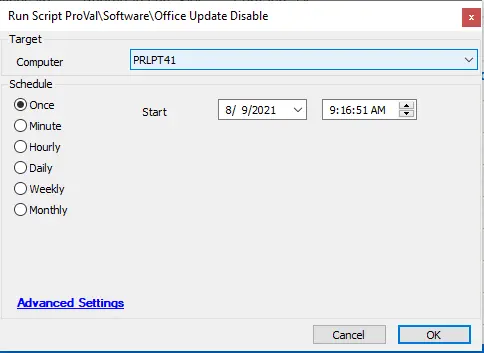 Run Script ProVal\Software\Office Update Disable
Target
Computer PRLPT41
Schedule
Once
Start 8/ 9/2021 9:16:51 AM
Minute
Hourly
Daily
Weekly
Monthly
Advanced Settings
Cancel OK